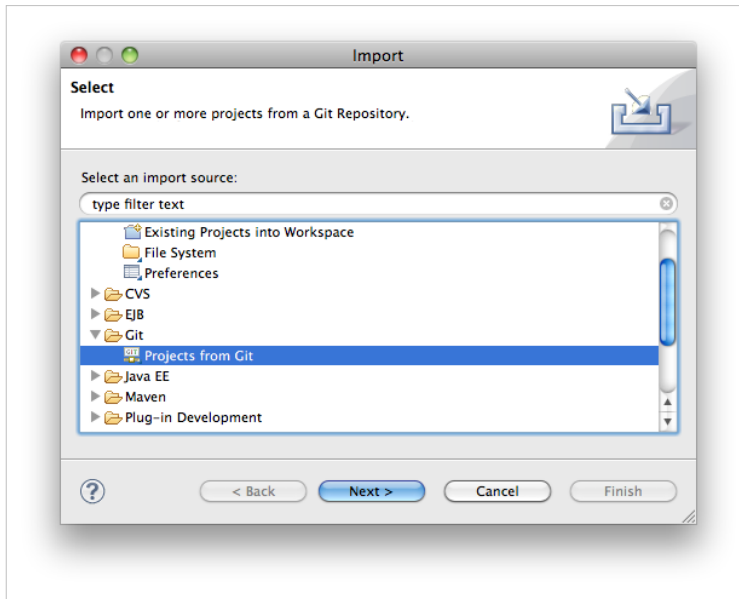 Import
Select
Import one or more projects from a Git Repository.
Select an import source:
type filter text
Existing Projects into Workspace
File System
Preferences
CVS
EJB
Git
GIT Projects from Git
Java EE
Maven
Plug-in Development
?
< Back Next > Cancel Finish